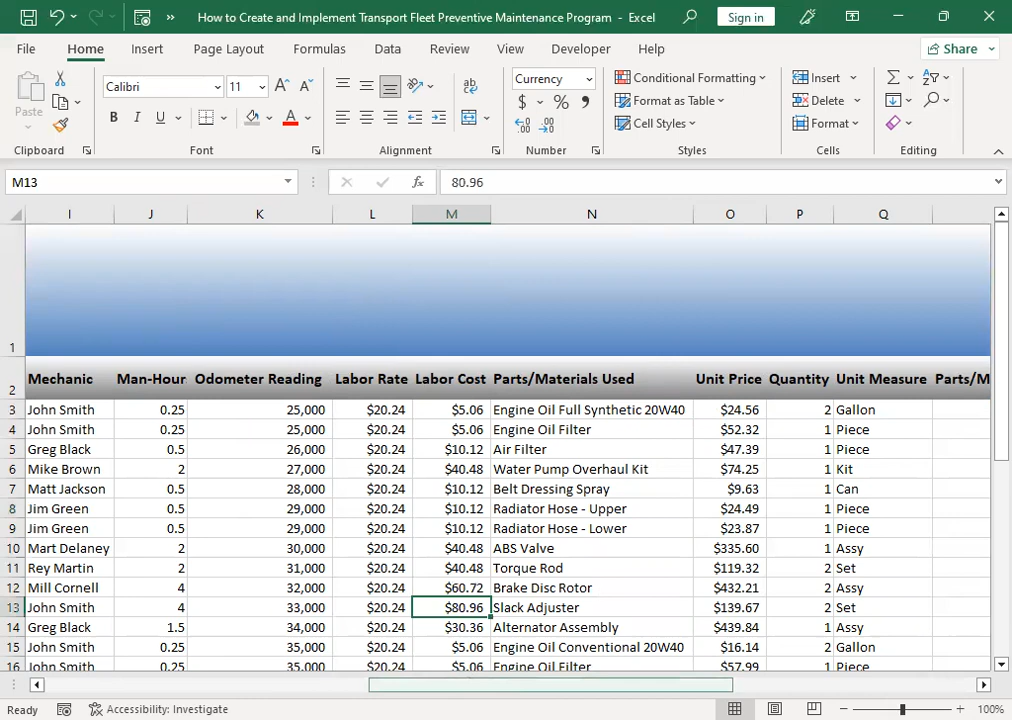 How to Create and Implement Transport Fleet Preventive Maintenance Program - Excel Sign in
File Home Insert Page Layout Formulas Data Review View Developer Help Share
Paste Calibri 11 A A ab Currency Conditional Formatting Insert Σ
B I U A $ % 9 Format as Table Delete
Cell Styles Format
Clipboard Font Alignment Number Styles Cells Editing
M13 fx 80.96
I J K L M N O P Q
1
2 Mechanic Man-Hour Odometer Reading Labor Rate Labor Cost Parts/Materials Used Unit Price Quantity Unit Measure Parts/M
3 John Smith 0.25 25,000 $20.24 $5.06 Engine Oil Full Synthetic 20W40 $24.56 2 Gallon
4 John Smith 0.25 25,000 $20.24 $5.06 Engine Oil Filter $52.32 1 Piece
5 Greg Black 0.5 26,000 $20.24 $10.12 Air Filter $47.39 1 Piece
6 Mike Brown 2 27,000 $20.24 $40.48 Water Pump Overhaul Kit $74.25 1 Kit
7 Matt Jackson 0.5 28,000 $20.24 $10.12 Belt Dressing Spray $9.63 1 Can
8 Jim Green 0.5 29,000 $20.24 $10.12 Radiator Hose - Upper $24.49 1 Piece
9 Jim Green 0.5 29,000 $20.24 $10.12 Radiator Hose - Lower $23.87 1 Piece
10 Mart Delaney 2 30,000 $20.24 $40.48 ABS Valve $335.60 1 Assy
11 Rey Martin 2 31,000 $20.24 $40.48 Torque Rod $119.32 2 Set
12 Mill Cornell 4 32,000 $20.24 $60.72 Brake Disc Rotor $432.21 2 Assy
13 John Smith 4 33,000 $20.24 $80.96 Slack Adjuster $139.67 2 Set
14 Greg Black 1.5 34,000 $20.24 $30.36 Alternator Assembly $439.84 1 Assy
15 John Smith 0.25 35,000 $20.24 $5.06 Engine Oil Conventional 20W40 $16.14 2 Gallon
16 John Smith 0.25 35,000 $20.24 $5.06 Engine Oil Filter $57.99 1 Piece
Ready Accessibility: Investigate 100%